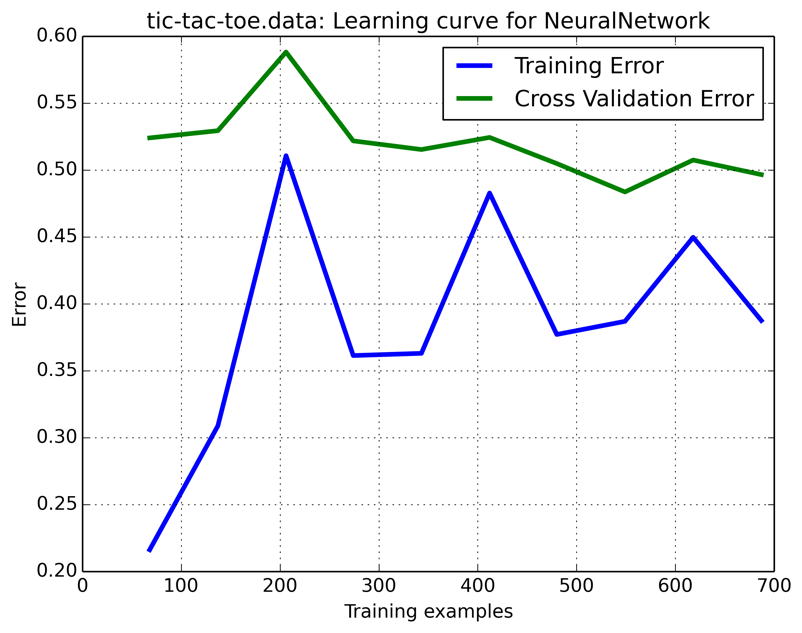 tic-tac-toe.data: Learning curve for NeuralNetwork
0.60
Training Error
Cross Validation Error
0.55
0.50
0.45
0.40
Error
0.35
0.30
0.25
0.20
0 100 200 300 400 500 600 700
Training examples